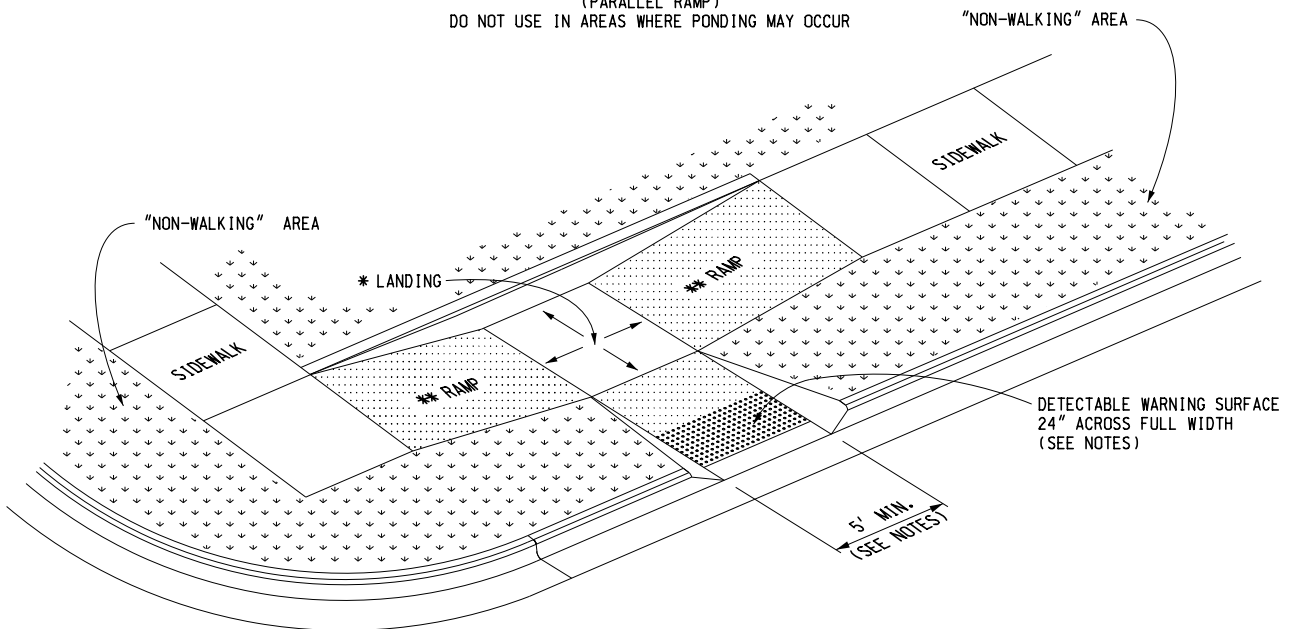 (PARALLEL RAMP)
DO NOT USE IN AREAS WHERE PONDING MAY OCCUR
"NON-WALKING" AREA
SIDEWALK
"NON-WALKING" AREA
* LANDING
** RAMP
SIDEWALK
** RAMP
DETECTABLE WARNING SURFACE
24" ACROSS FULL WIDTH
(SEE NOTES)
5' MIN.
(SEE NOTES)